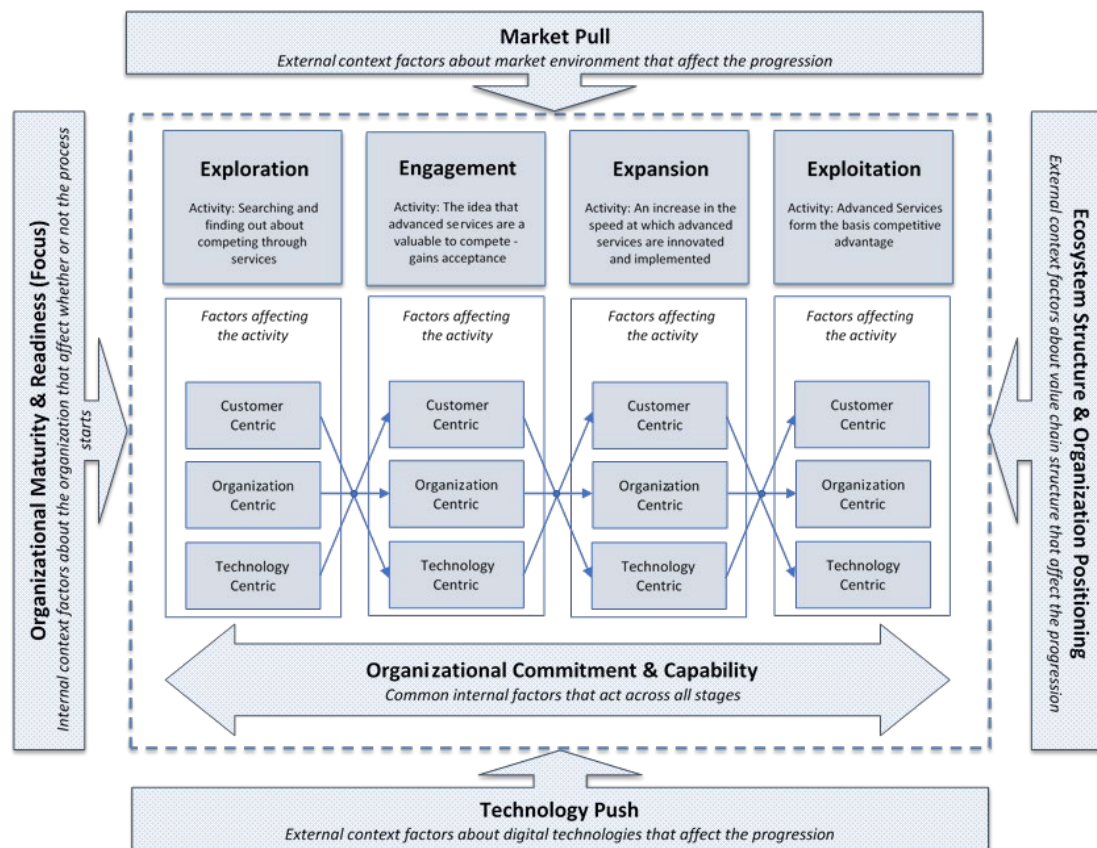 Market Pull
External context factors about market environment that affect the progression
Organizational Maturity & Readiness (Focus)
Internal context factors about the organization that affect whether or not the process
starts
Exploration
Activity: Searching and
finding out about
competing through
services
Engagement
Activity: The idea that
advanced services are a
valuable to compete -
gains acceptance
Expansion
Activity: An increase in the
speed at which advanced
services are innovated
and implemented
Exploitation
Activity: Advanced Services
form the basis competitive
advantage
Factors affecting
the activity
Customer
Centric
Organization
Centric
Technology
Centric
Factors affecting
the activity
Customer
Centric
Organization
Centric
Technology
Centric
Factors affecting
the activity
Customer
Centric
Organization
Centric
Technology
Centric
Factors affecting
the activity
Customer
Centric
Organization
Centric
Technology
Centric
Organizational Commitment & Capability
Common internal factors that act across all stages
Ecosystem Structure & Organization Positioning
External context factors about value chain structure that affect the progression
Technology Push
External context factors about digital technologies that affect the progression